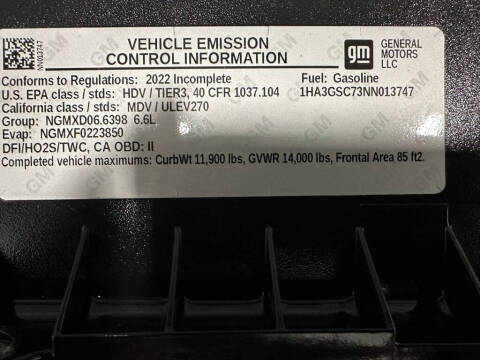 VEHICLE EMISSION
CONTROL INFORMATION
gm
GENERAL
MOTORS
LLC
NN013747
Conforms to Regulations: 2022 Incomplete
Fuel: Gasoline
U.S. EPA class / stds: HDV / TIER3, 40 CFR 1037.104
1HA3GSC73NN013747
California class / stds: MDV / ULEV270
Group: NGMXD06.6398 6.6L
Evap: NGMXF0223850
DFI/HO2S/TWC, CA OBD: II
Completed vehicle maximums: CurbWt 11,900 lbs, GVWR 14,000 lbs, Frontal Area 85 ft2.